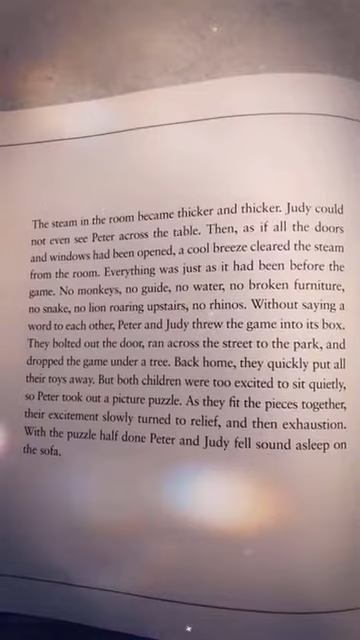 The steam in the room became thicker and thicker. Judy could
not even see Peter across the table. Then, as if all the doors
and windows had been opened, a cool breeze cleared the steam
from the room. Everything was just as it had been before the
game. No monkeys, no guide, no water, no broken furniture,
no snake, no lion roaring upstairs, no rhinos. Without saying a
word to each other, Peter and Judy threw the game into its box.
They bolted out the door, ran across the street to the park, and
dropped the game under a tree. Back home, they quickly put all
their toys away. But both children were too excited to sit quietly,
so Peter took out a picture puzzle. As they fit the pieces together,
their excitement slowly turned to relief, and then exhaustion.
With the puzzle half done Peter and Judy fell sound asleep on
the sofa.